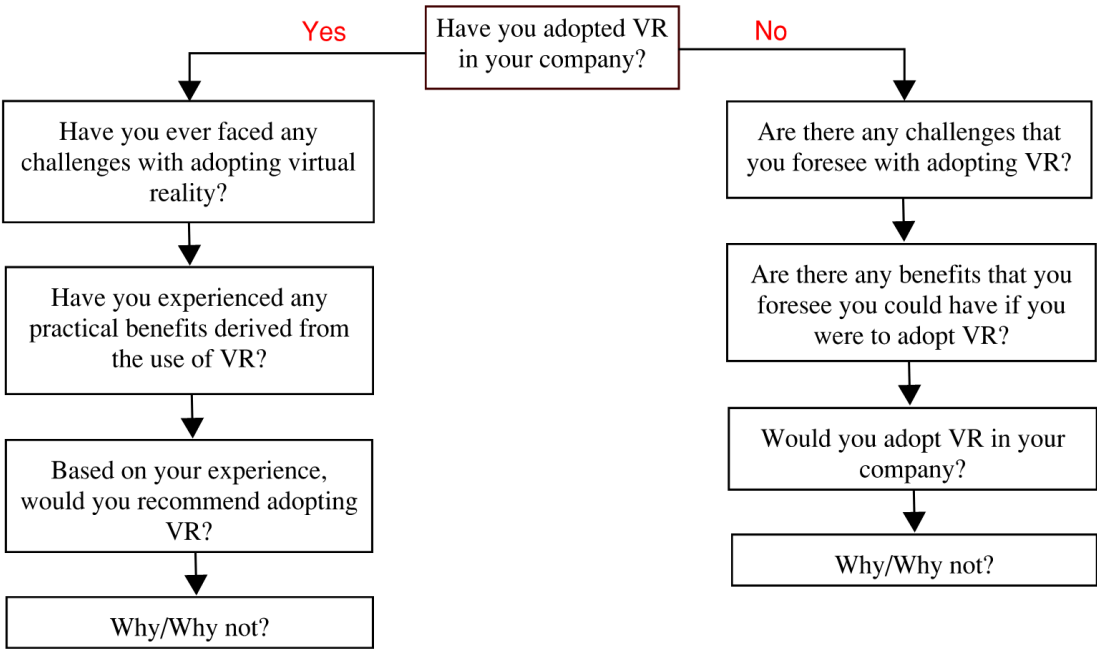 Have you adopted VR
in your company?
Yes
No
Have you ever faced any
challenges with adopting virtual
reality?
Have you experienced any
practical benefits derived from
the use of VR?
Based on your experience,
would you recommend adopting
VR?
Why/Why not?
Are there any challenges that
you foresee with adopting VR?
Are there any benefits that you
foresee you could have if you
were to adopt VR?
Would you adopt VR in your
company?
Why/Why not?